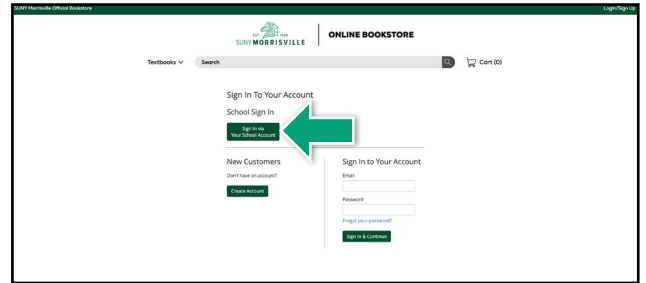 SUNY Morrisville Official Bookstore
Login/Sign Up
EST. 1908
SUNY MORRISVILLE
ONLINE BOOKSTORE
Textbooks
Search
Cart (0)
Sign In To Your Account
School Sign In
Sign In via
Your School Account
New Customers
Don't have an account?
Create Account
Sign In to Your Account
Email
Password
Forgot your password?
Sign In & Continue